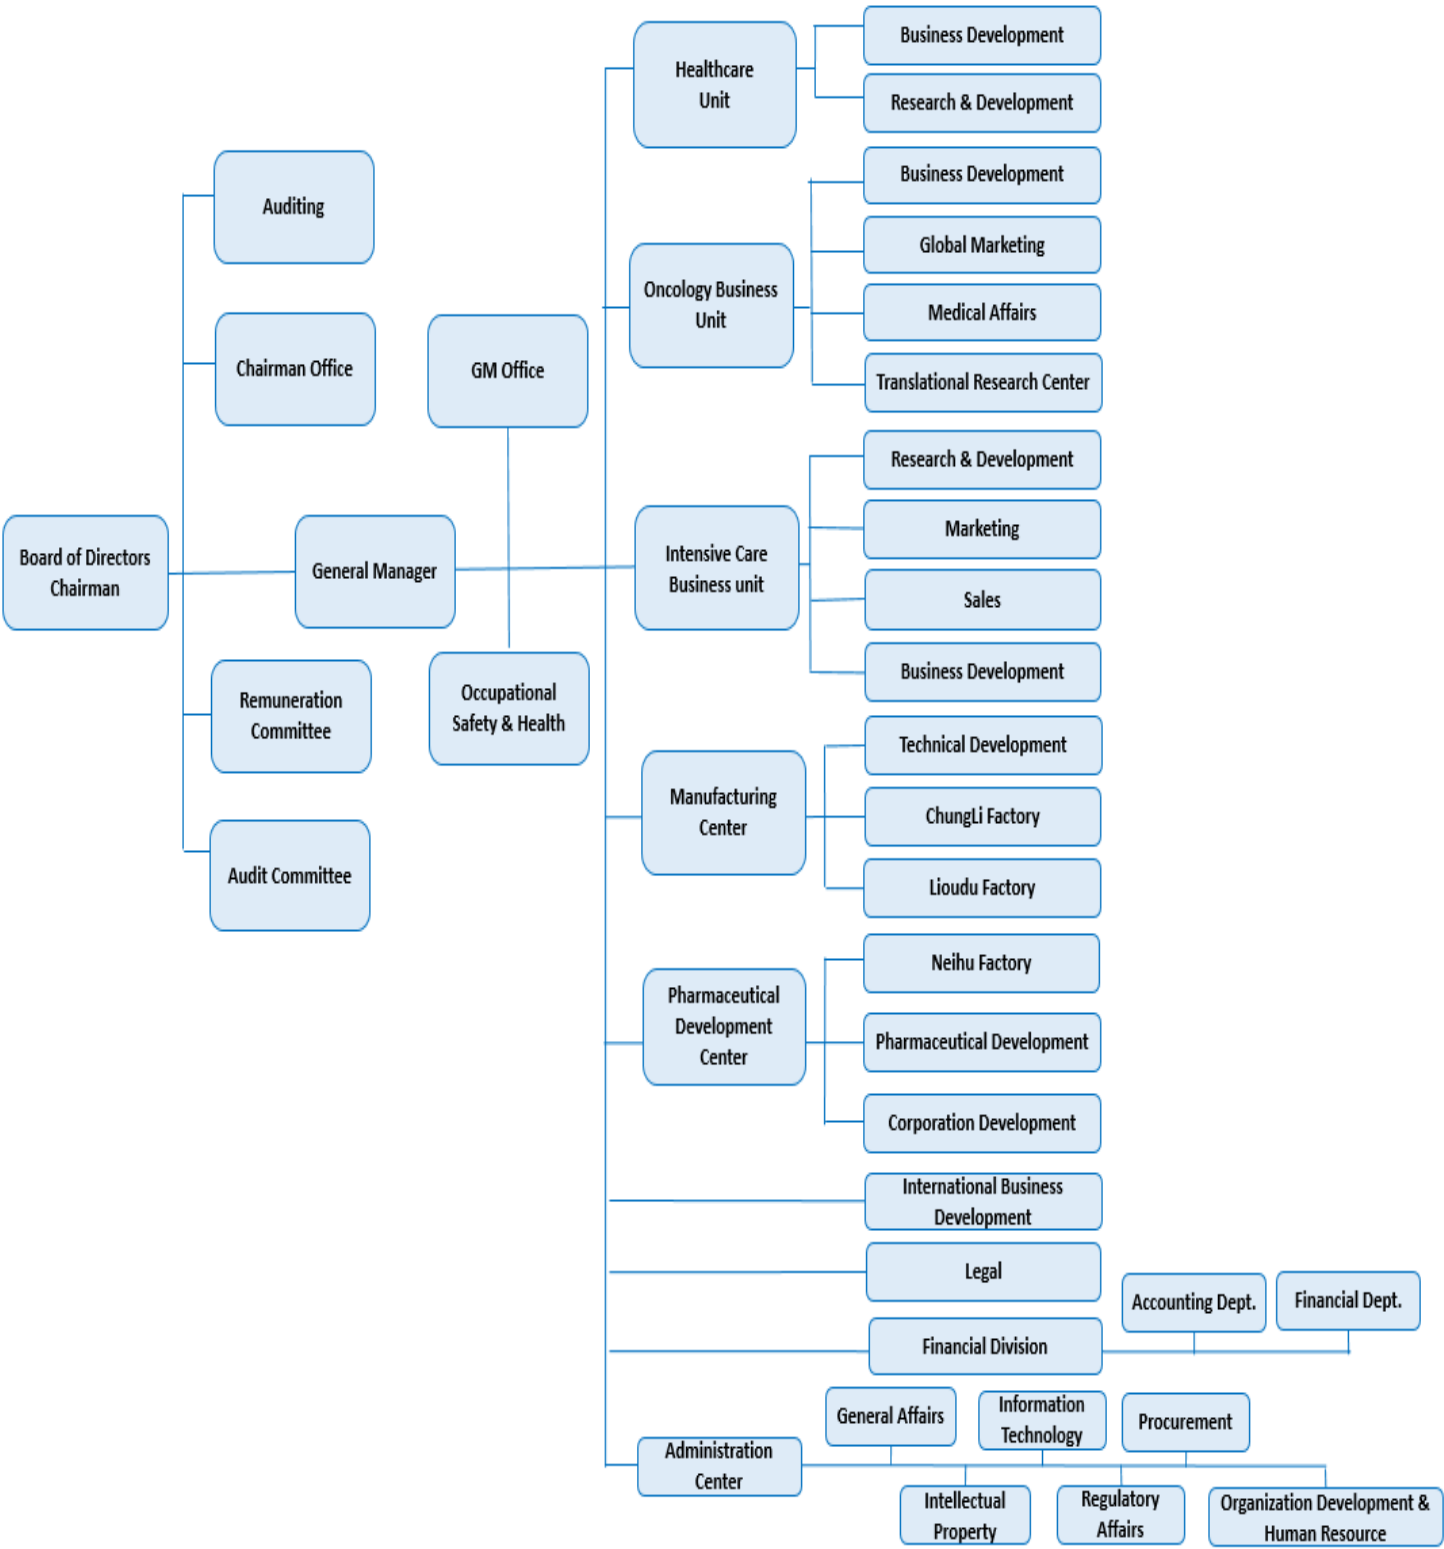 Board of Directors
Chairman
Auditing
Chairman Office
General Manager
Remuneration
Committee
Audit Committee
GM Office
Occupational
Safety & Health
Healthcare
Unit
Business Development
Research & Development
Oncology Business
Unit
Business Development
Global Marketing
Medical Affairs
Translational Research Center
Intensive Care
Business unit
Research & Development
Marketing
Sales
Business Development
Manufacturing
Center
Technical Development
ChungLi Factory
Lioudu Factory
Pharmaceutical
Development
Center
Neihu Factory
Pharmaceutical Development
Corporation Development
International Business
Development
Legal
Financial Division
Accounting Dept.
Financial Dept.
Administration
Center
General Affairs
Information
Technology
Procurement
Intellectual
Property
Regulatory
Affairs
Organization Development &
Human Resource